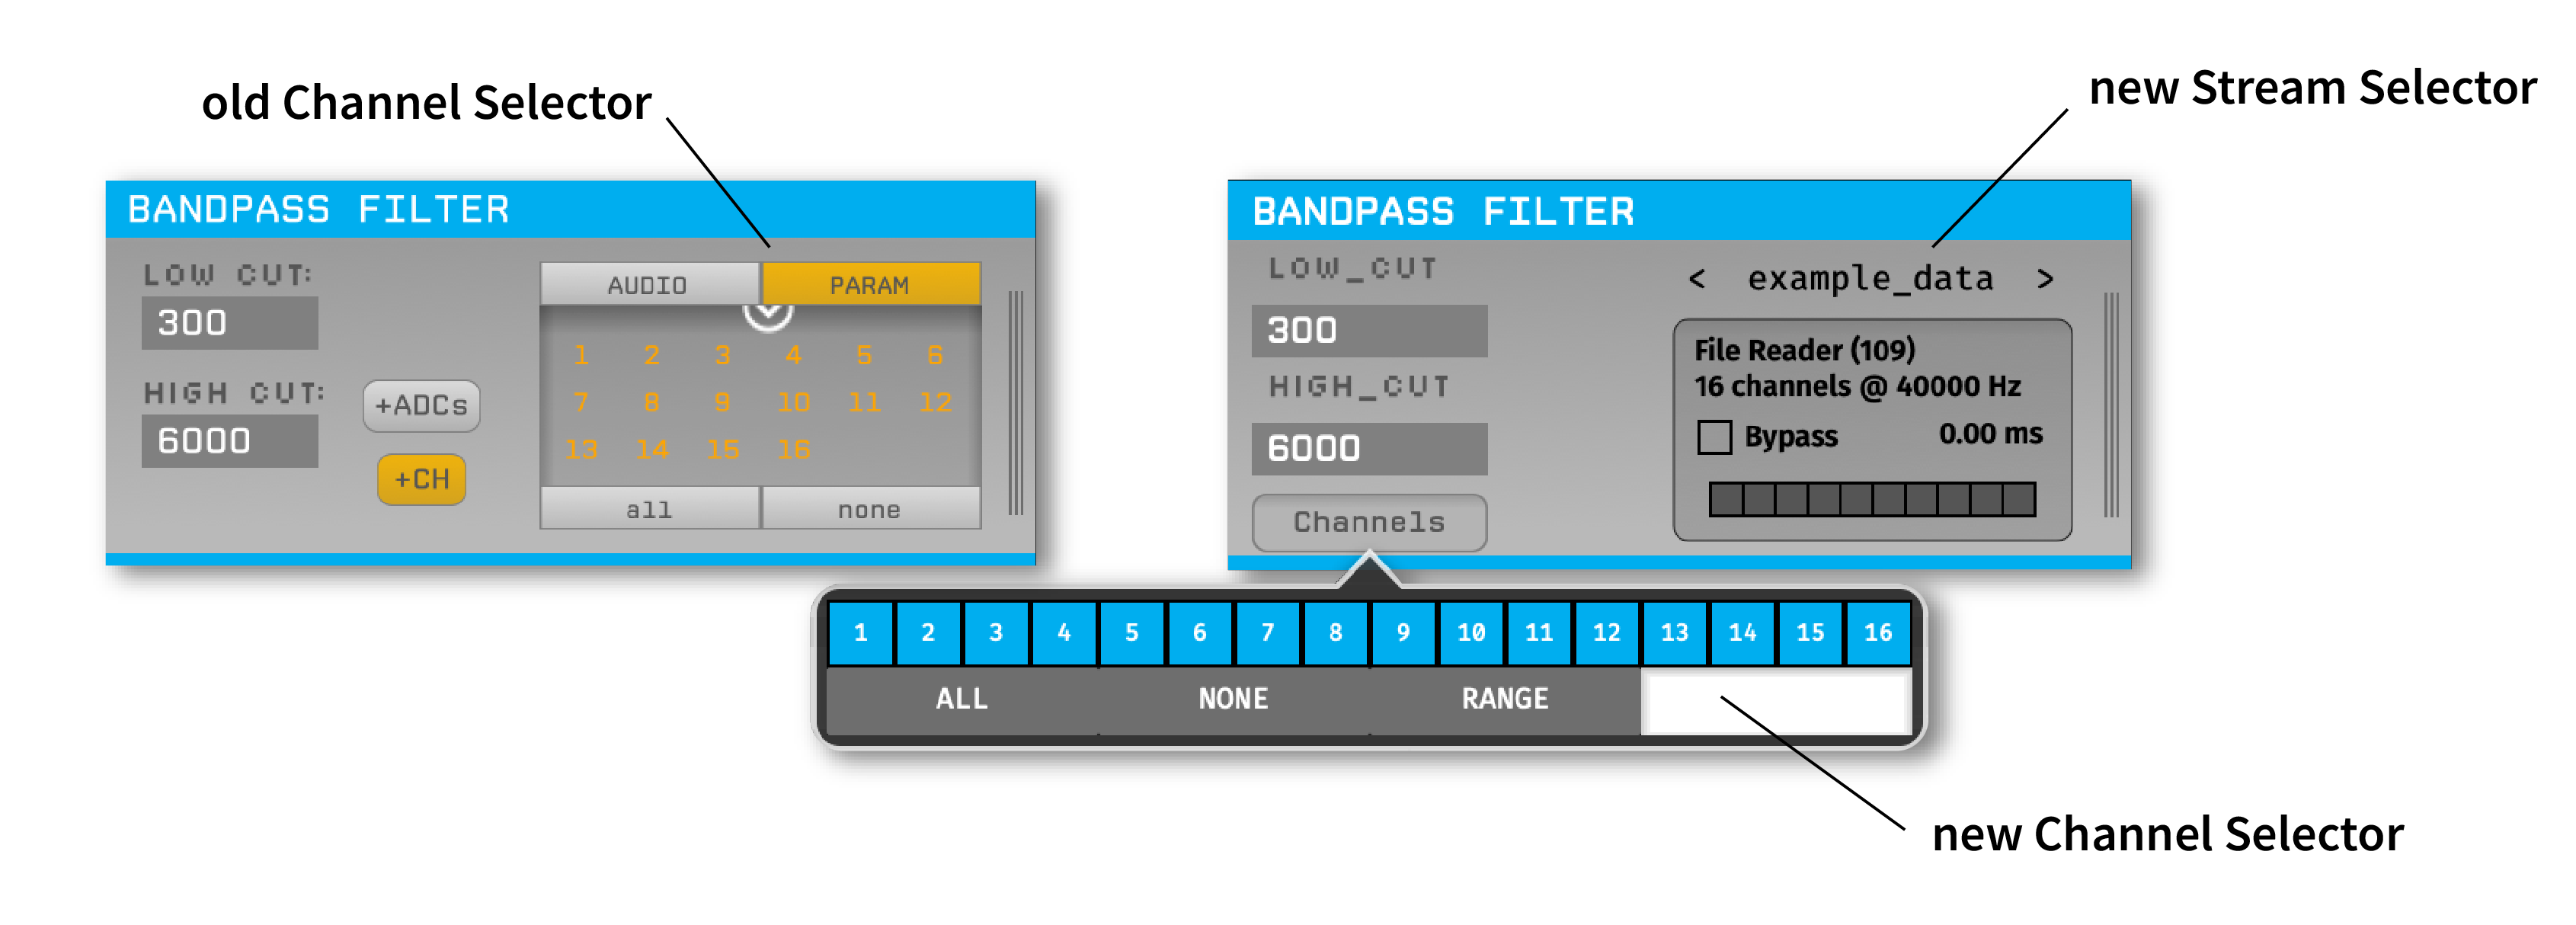 old Channel Selector
new Stream Selector
BANDPASS FILTER
LOW CUT:
300
HIGH CUT:
6000
+ADCs
+CH
AUDIO PARAM
1 2 3 4 5 6
7 8 9 10 11 12
13 14 15 16
all none
BANDPASS FILTER
LOW_CUT
300
HIGH_CUT
6000
Channels
< example_data >
File Reader (109)
16 channels @ 40000 Hz
Bypass 0.00 ms
1 2 3 4 5 6 7 8 9 10 11 12 13 14 15 16
ALL NONE RANGE
new Channel Selector